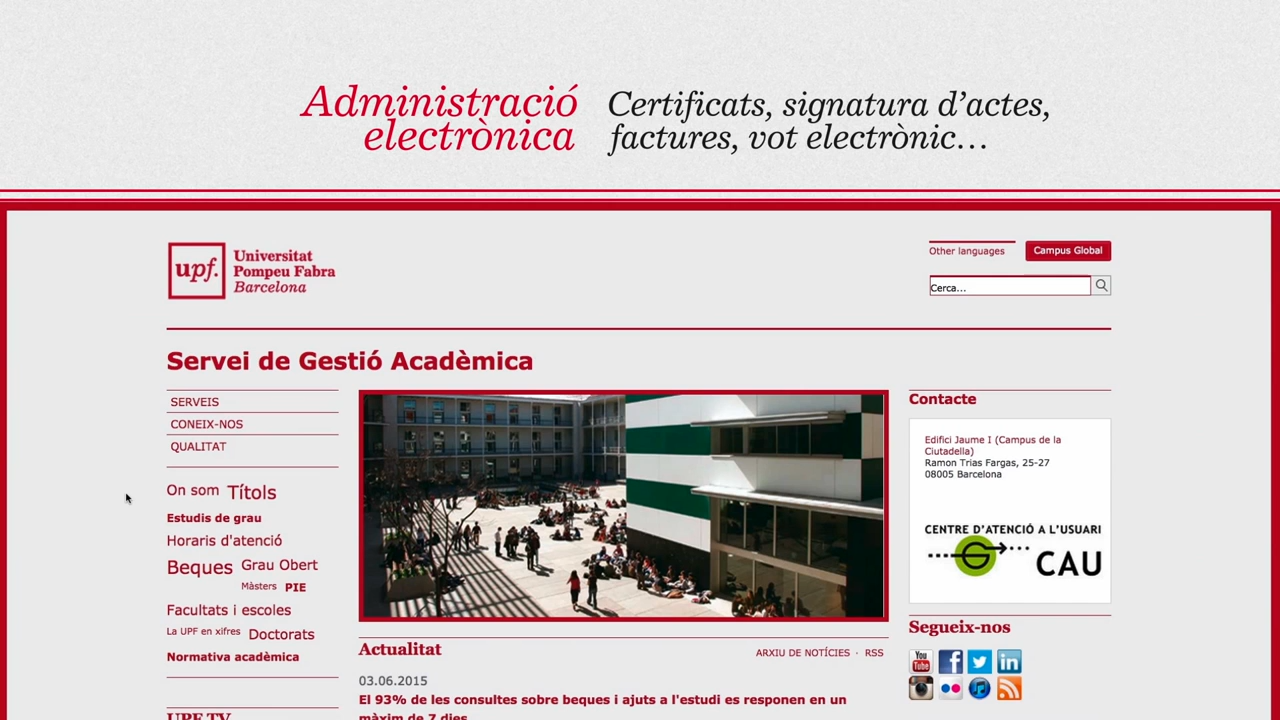 Administració
electrònica
Certificats, signatura d’actes,
factures, vot electrònic...
upf.
Universitat
Pompeu Fabra
Barcelona
Other languages
Campus Global
Cerca...
Servei de Gestió Acadèmica
SERVEIS
CONEIX-NOS
QUALITAT
On som Títols
Estudis de grau
Horaris d'atenció
Beques Grau Obert
Màsters PIE
Facultats i escoles
La UPF en xifres Doctorats
Normativa acadèmica
UPF TV
Actualitat
ARXIU DE NOTÍCIES · RSS
03.06.2015
El 93% de les consultes sobre beques i ajuts a l'estudi es responen en un
màxim de 7 dies
Contacte
Edifici Jaume I (Campus de la
Ciutadella)
Ramon Trias Fargas, 25-27
08005 Barcelona
CENTRE D'ATENCIÓ A L'USUARI
CAU
Segueix-nos
You
Tube